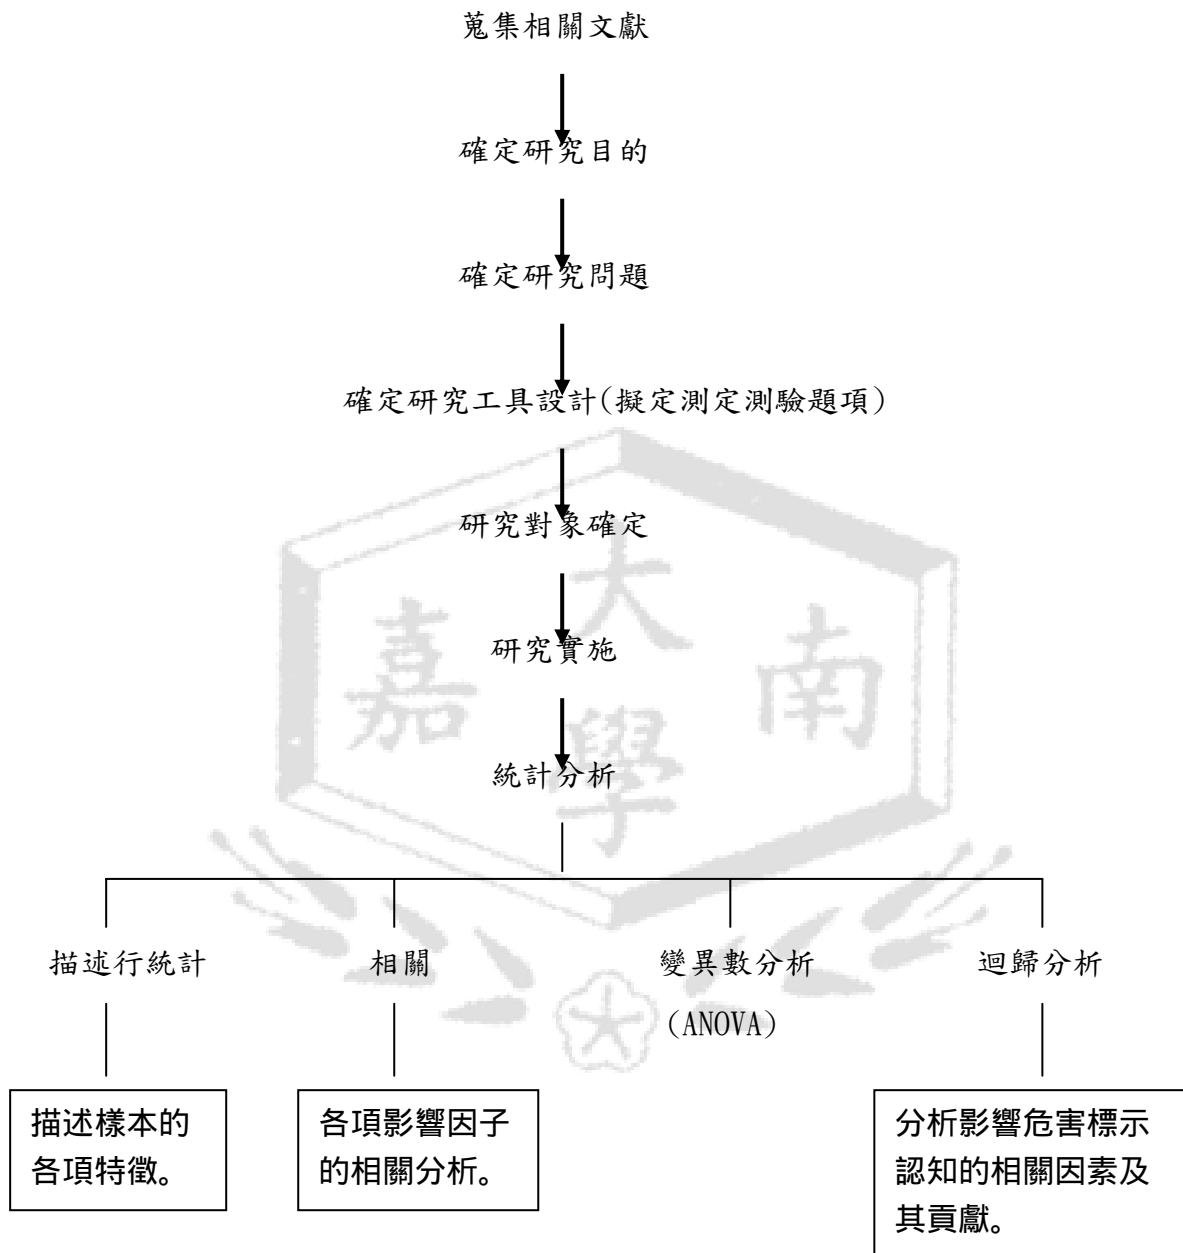 蒐集相關文獻
確定研究目的
確定研究問題
確定研究工具設計(擬定測定測驗題項)
研究對象確定
研究實施
統計分析
大
嘉
南
學
描述行統計
相關
變異數分析
(ANOVA)
迴歸分析
描述樣本的
各項特徵。
各項影響因子
的相關分析。
分析影響危害標示
認知的相關因素及
其貢獻。